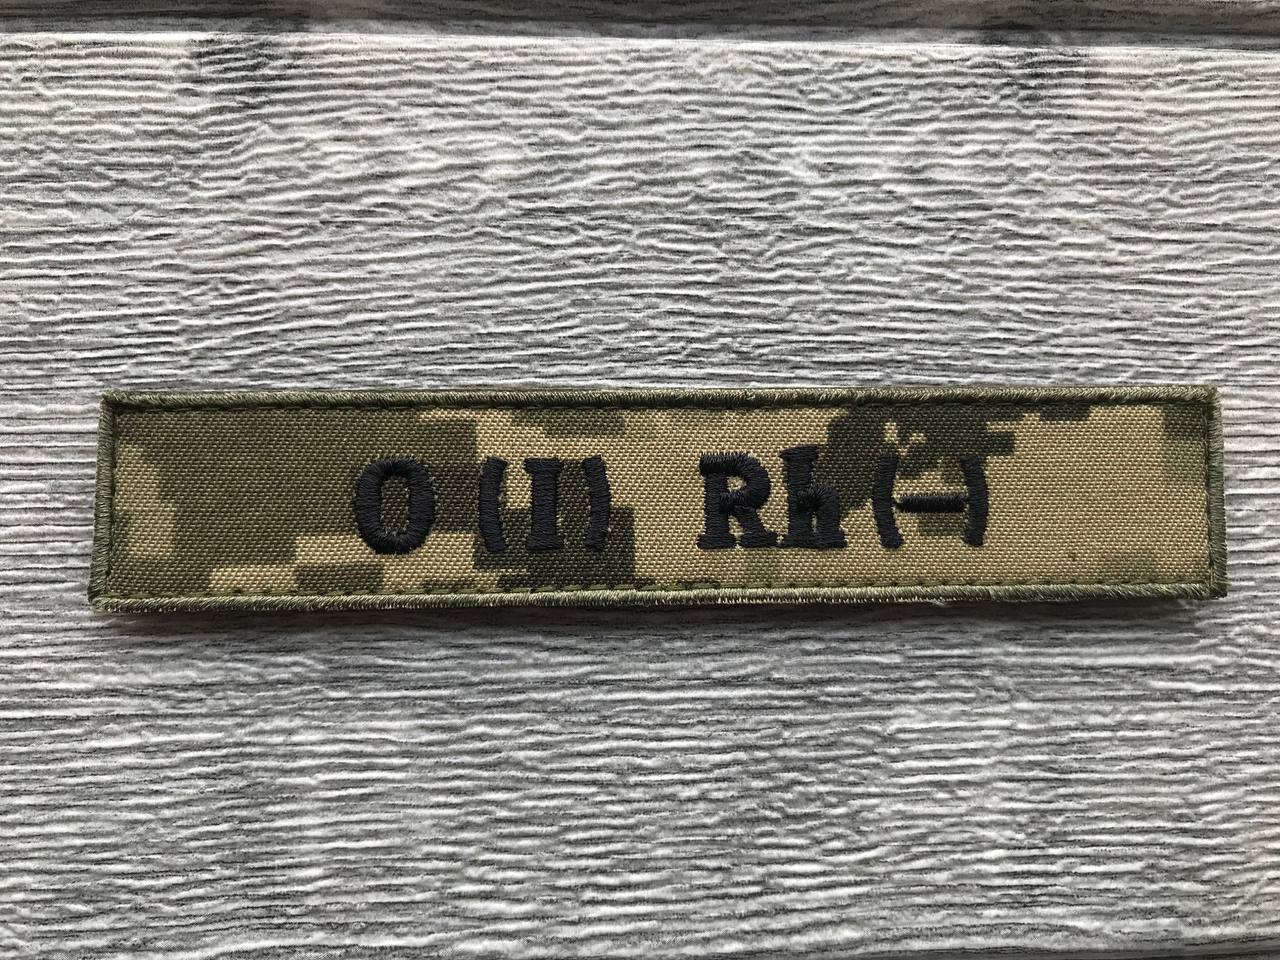 O (I) Rh (–)